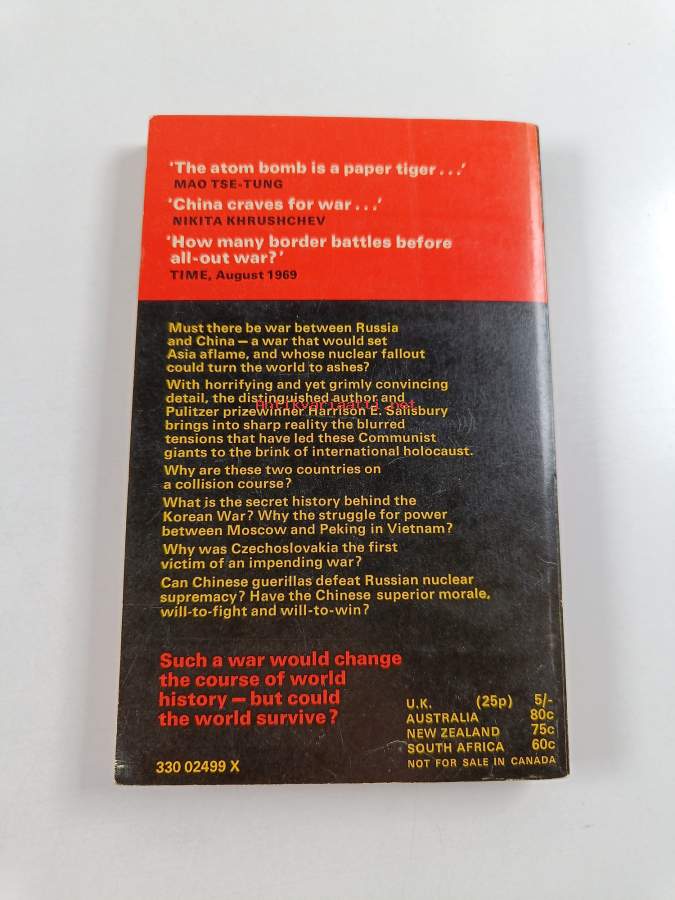 'The atom bomb is a paper tiger...'
MAO TSE-TUNG
'China craves for war...'
NIKITA KHRUSHCHEV
'How many border battles before
all-out war?'
TIME, August 1969
Must there be war between Russia
and China – a war that would set
Asia aflame, and whose nuclear fallout
could turn the world to ashes?
With horrifying and yet grimly convincing
detail, the distinguished author and
Antikvariaatti.net
Pulitzer prizewinner Harrison E. Salisbury
brings into sharp reality the blurred
tensions that have led these Communist
giants to the brink of international holocaust.
Why are these two countries on
a collision course?
What is the secret history behind the
Korean War? Why the struggle for power
between Moscow and Peking in Vietnam?
Why was Czechoslovakia the first
victim of an impending war?
Can Chinese guerillas defeat Russian nuclear
supremacy? Have the Chinese superior morale,
will-to-fight and will-to-win?
Such a war would change
the course of world
history – but could
the world survive?
U.K. (25p) 5/-
AUSTRALIA 80c
NEW ZEALAND 75c
SOUTH AFRICA 60c
NOT FOR SALE IN CANADA
330 02499 X